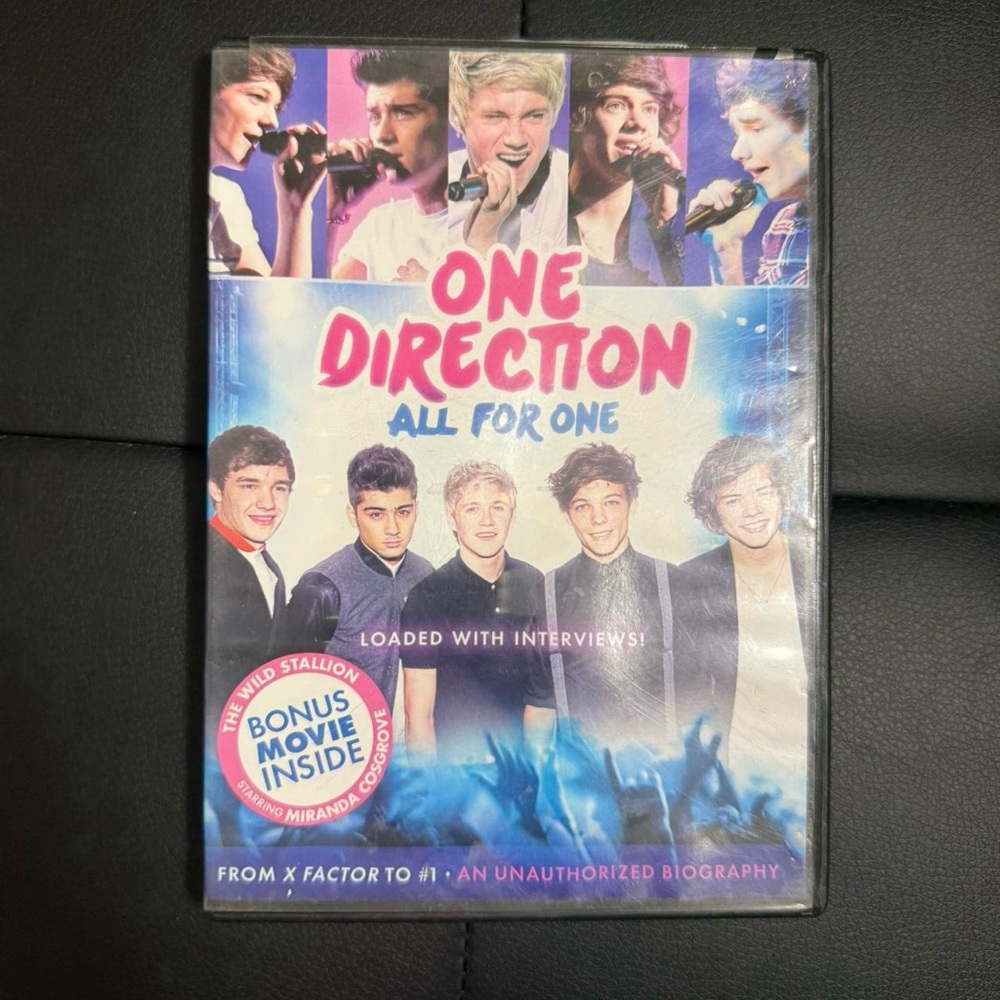 ONE
DIRECTION
ALL FOR ONE
LOADED WITH INTERVIEWS!
THE WILD STALLION
BONUS
MOVIE
INSIDE
STARRING MIRANDA COSGROVE
FROM X FACTOR TO #1 • AN UNAUTHORIZED BIOGRAPHY